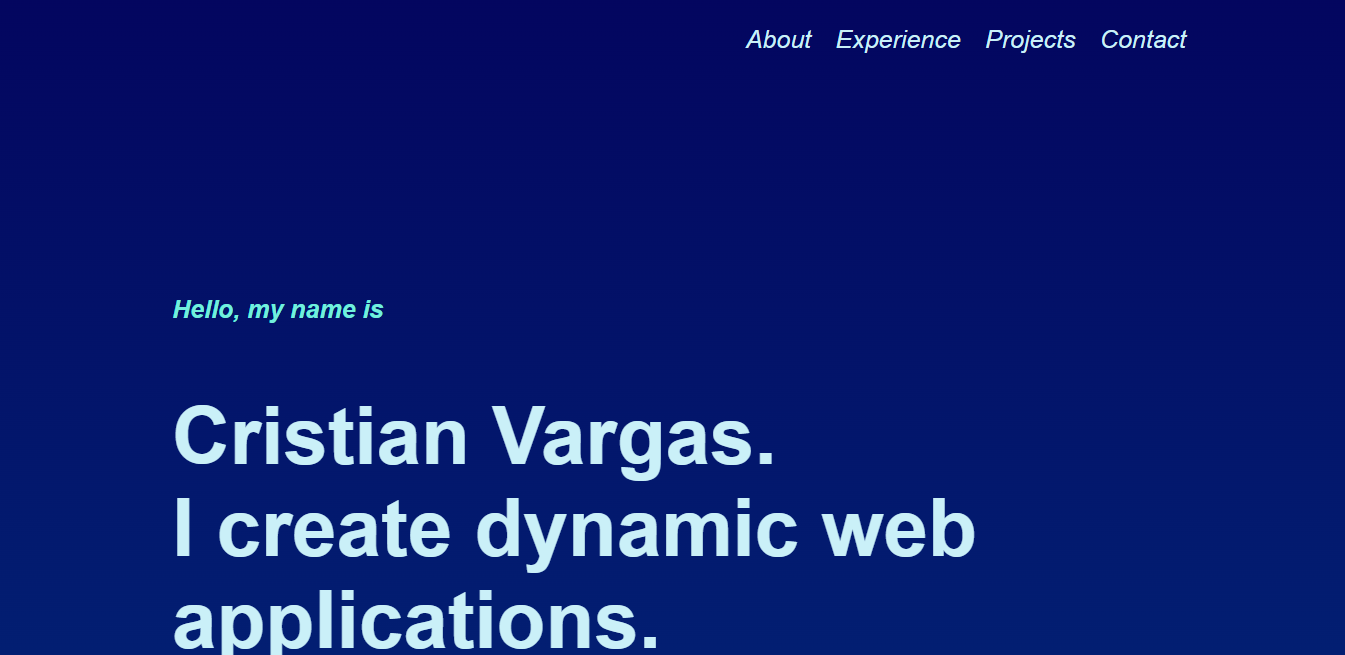 About Experience Projects Contact
Hello, my name is
Cristian Vargas.
I create dynamic web
applications.